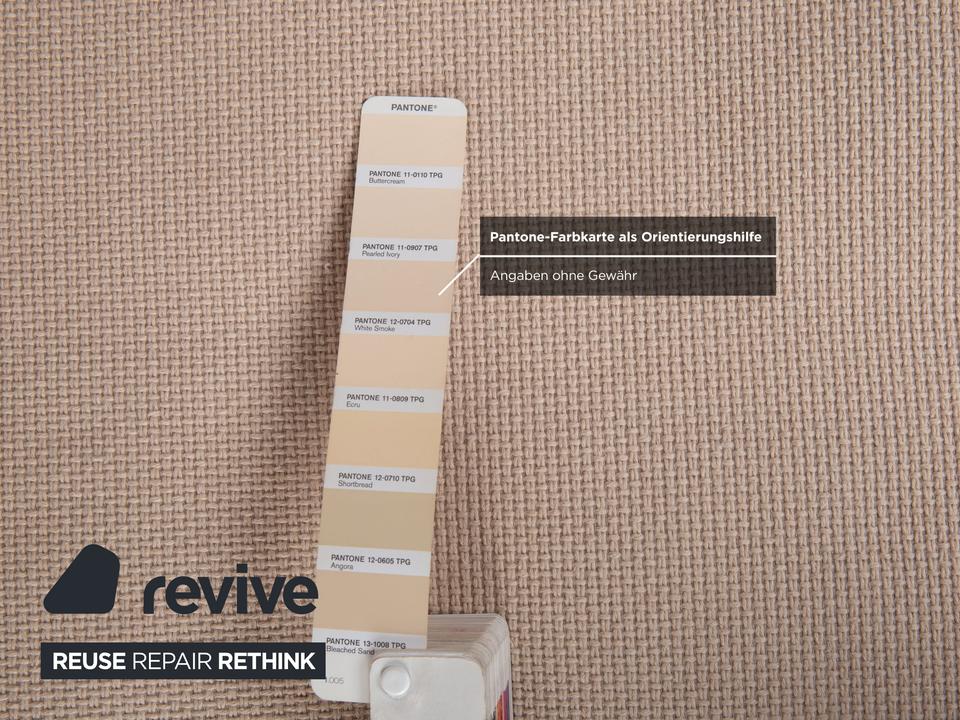 PANTONE®
PANTONE 11-0110 TPG
Buttercream
PANTONE 11-0907 TPG
Pearled Ivory
PANTONE 12-0704 TPG
White Smoke
PANTONE 11-0809 TPG
Ecru
PANTONE 12-0710 TPG
Shortbread
PANTONE 12-0605 TPG
Angora
PANTONE 13-1008 TPG
Bleached Sand
1.005
Pantone-Farbkarte als Orientierungshilfe
Angaben ohne Gewähr
revive
REUSE REPAIR RETHINK